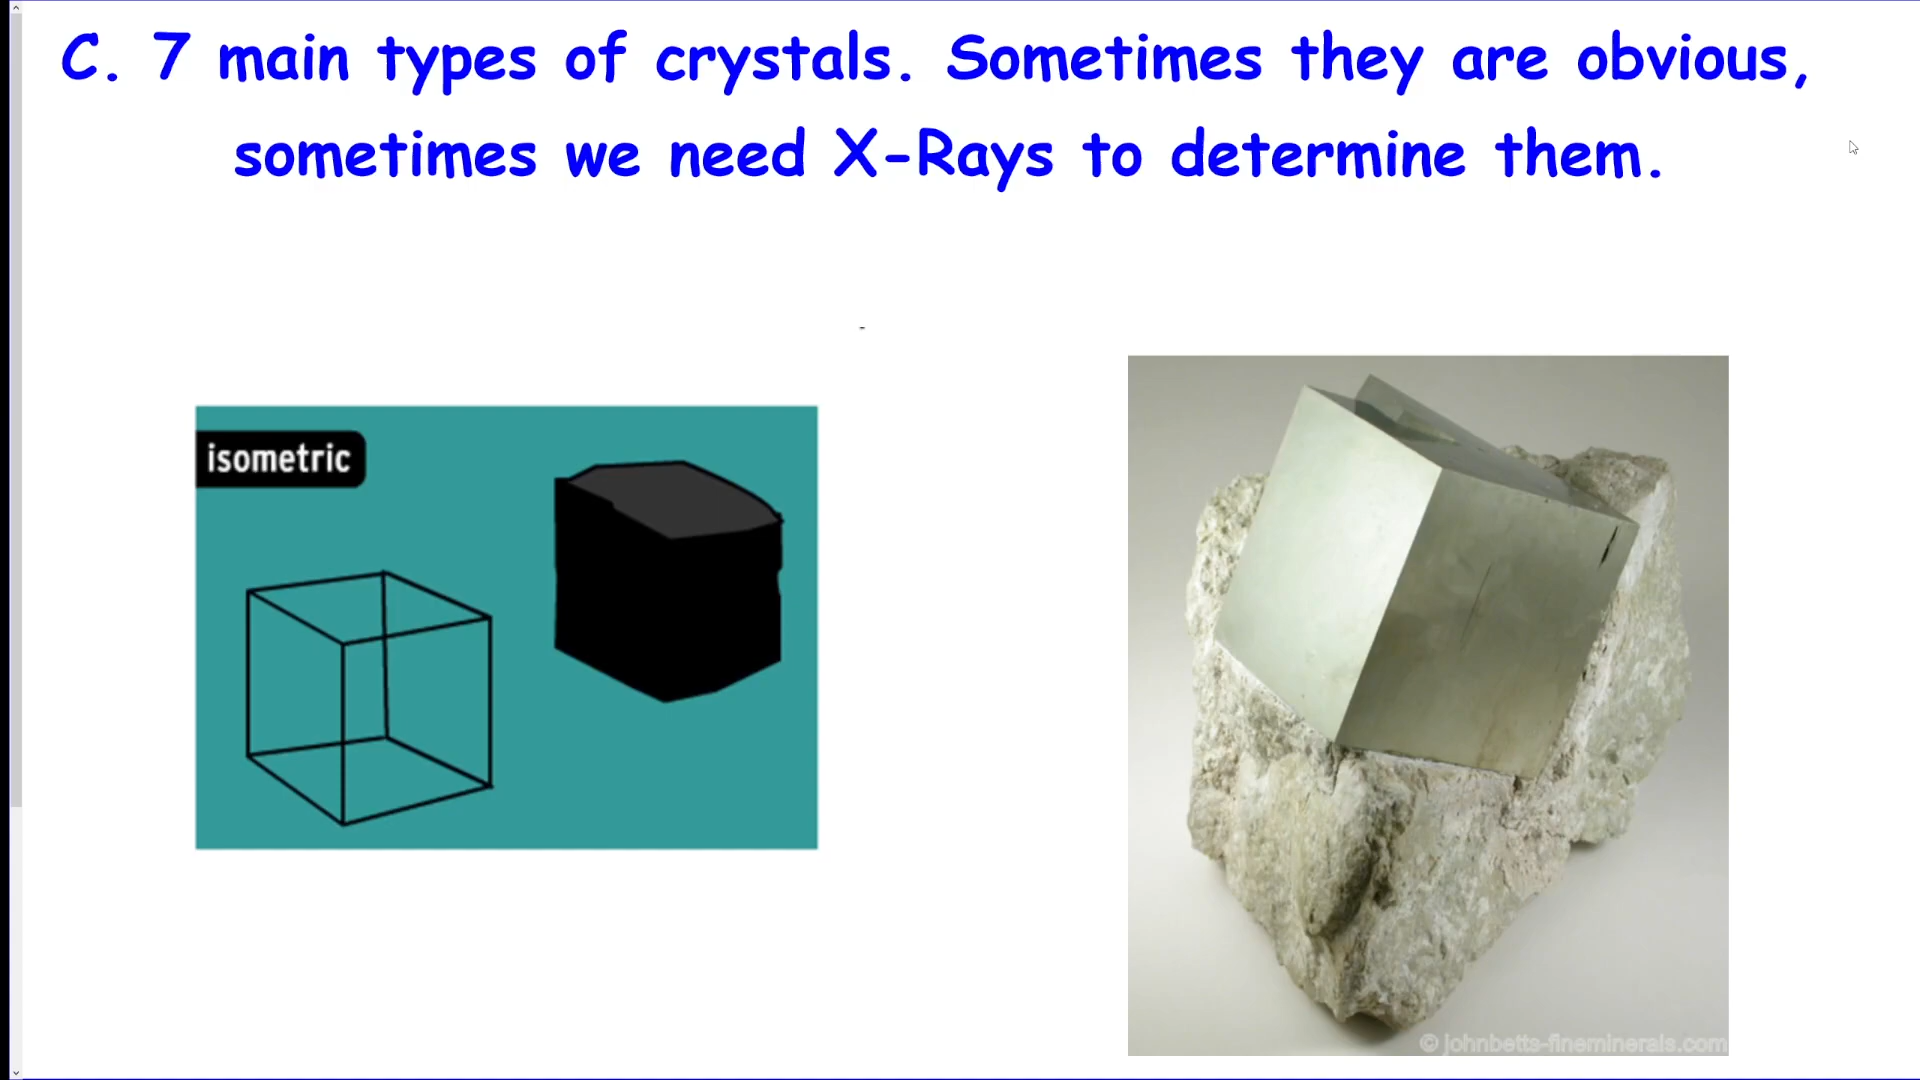 C. 7 main types of crystals. Sometimes they are obvious,
sometimes we need X-Rays to determine them.
-
isometric
© johnbetts-fineminerals.com